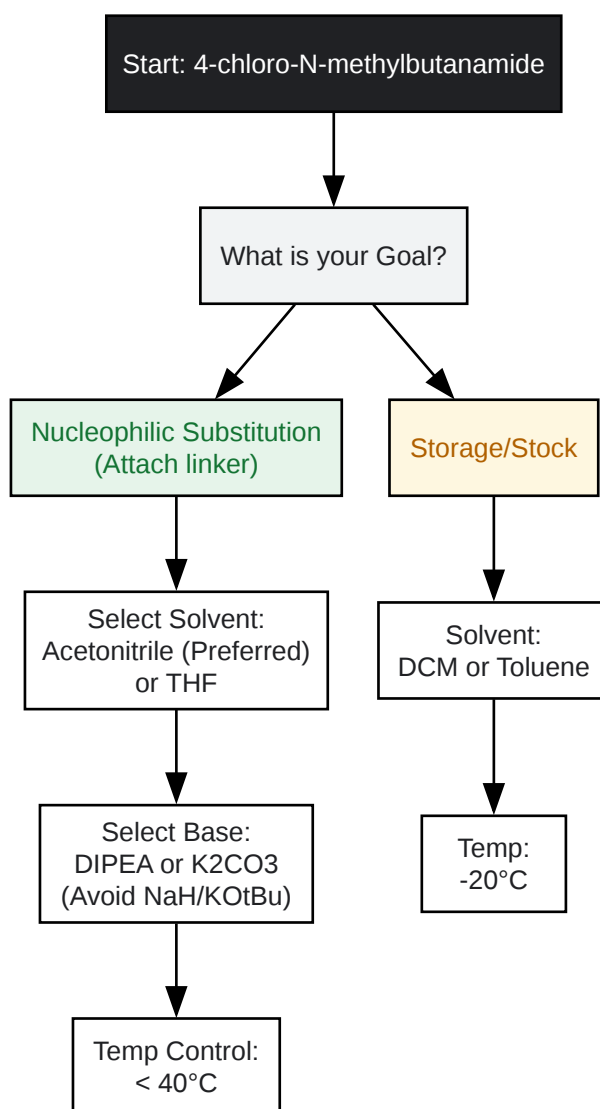 Start: 4-chloro-N-methylbutanamide
What is your Goal?
Nucleophilic Substitution
(Attach linker)
Storage/Stock
Select Solvent:
Acetonitrile (Preferred)
or THF
Solvent:
DCM or Toluene
Select Base:
DIPEA or K2CO3
(Avoid NaH/KOtBu)
Temp:
-20°C
Temp Control:
< 40°C